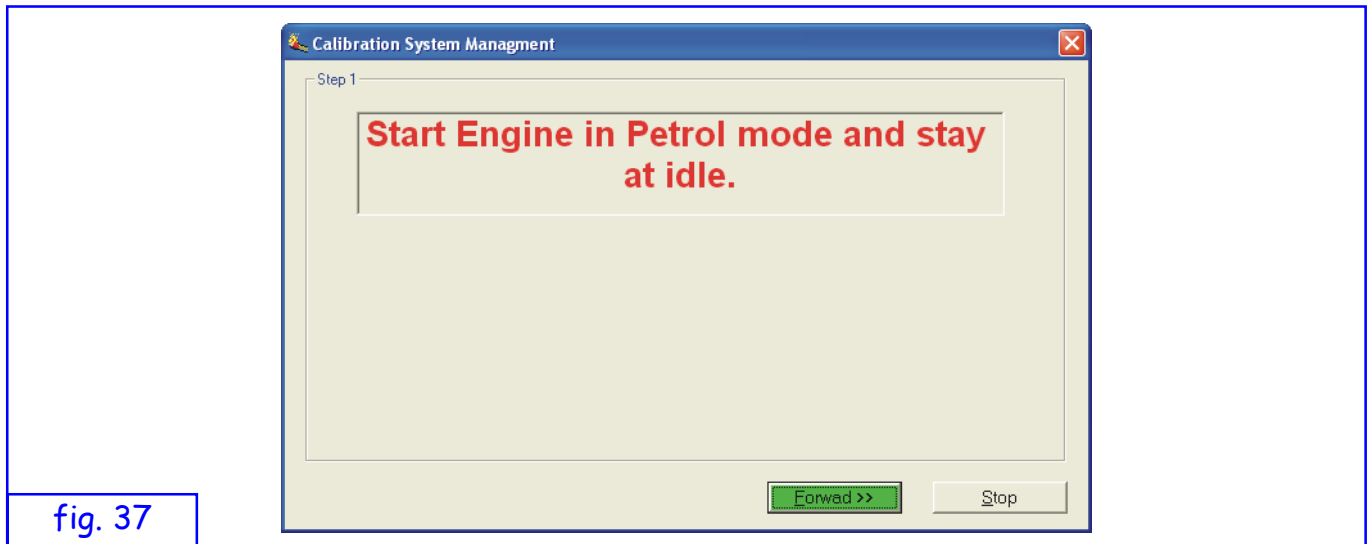 Calibration System Managment
Step 1
Start Engine in Petrol mode and stay
at idle.
Forwad >>
Stop
fig. 37